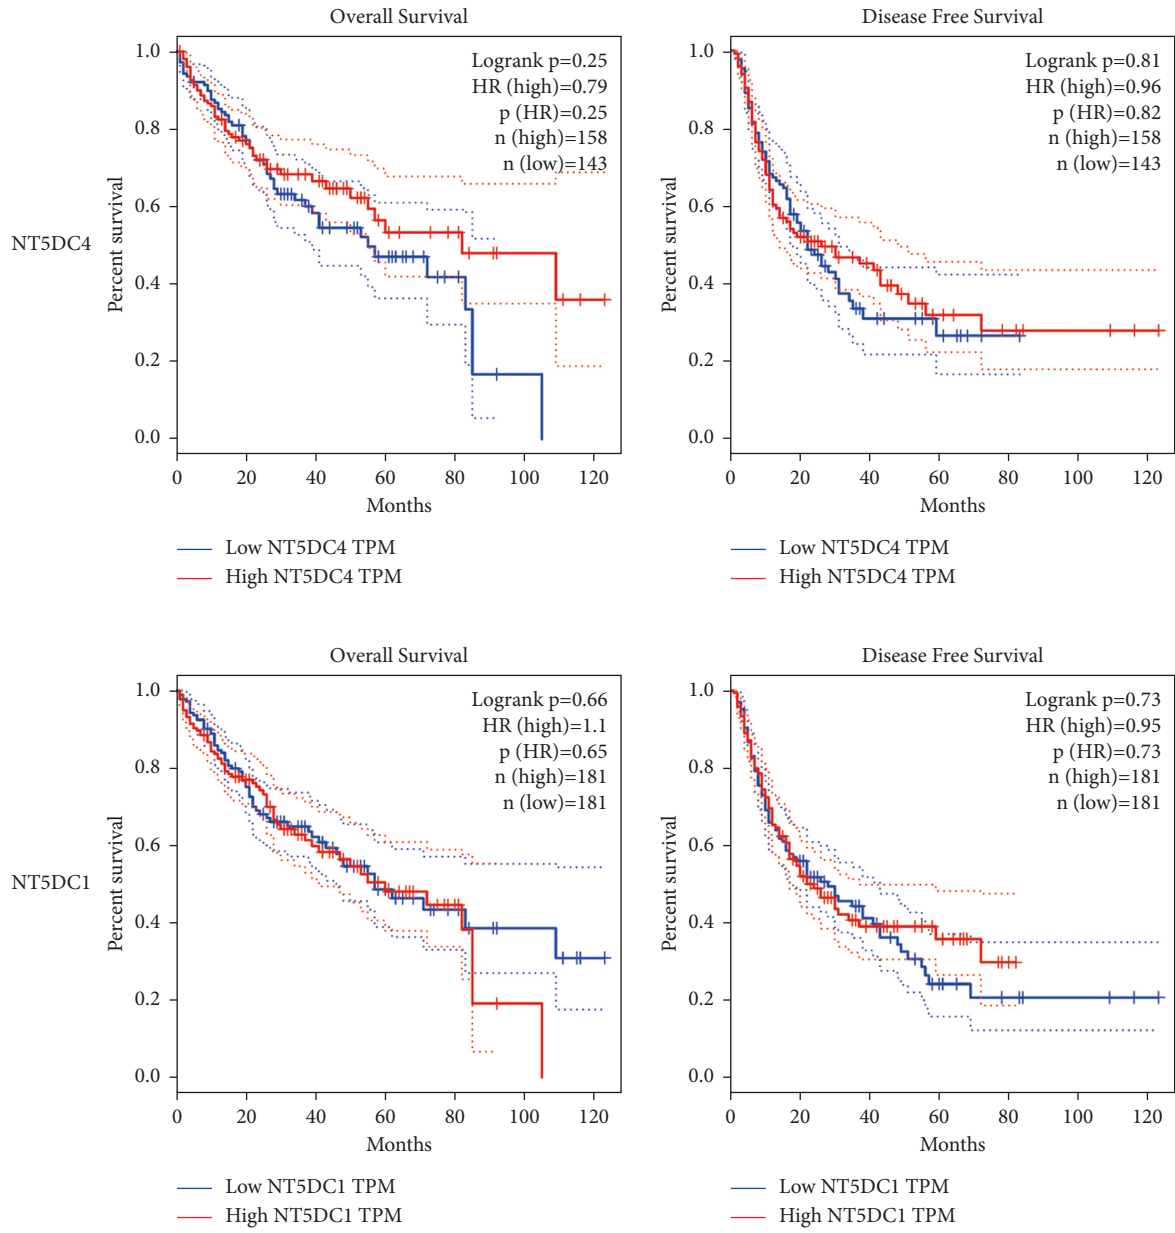 Overall Survival
Logrank p=0.25
HR (high)=0.79
p (HR)=0.25
n (high)=158
n (low)=143
Percent survival
1.0
0.8
0.6
0.4
0.2
0.0
0 20 40 60 80 100 120
Months
Low NT5DC4 TPM
High NT5DC4 TPM
NT5DC4
Disease Free Survival
Logrank p=0.81
HR (high)=0.96
p (HR)=0.82
n (high)=158
n (low)=143
Percent survival
1.0
0.8
0.6
0.4
0.2
0.0
0 20 40 60 80 100 120
Months
Low NT5DC4 TPM
High NT5DC4 TPM
Overall Survival
Logrank p=0.66
HR (high)=1.1
p (HR)=0.65
n (high)=181
n (low)=181
Percent survival
1.0
0.8
0.6
0.4
0.2
0.0
0 20 40 60 80 100 120
Months
Low NT5DC1 TPM
High NT5DC1 TPM
NT5DC1
Disease Free Survival
Logrank p=0.73
HR (high)=0.95
p (HR)=0.73
n (high)=181
n (low)=181
Percent survival
1.0
0.8
0.6
0.4
0.2
0.0
0 20 40 60 80 100 120
Months
Low NT5DC1 TPM
High NT5DC1 TPM